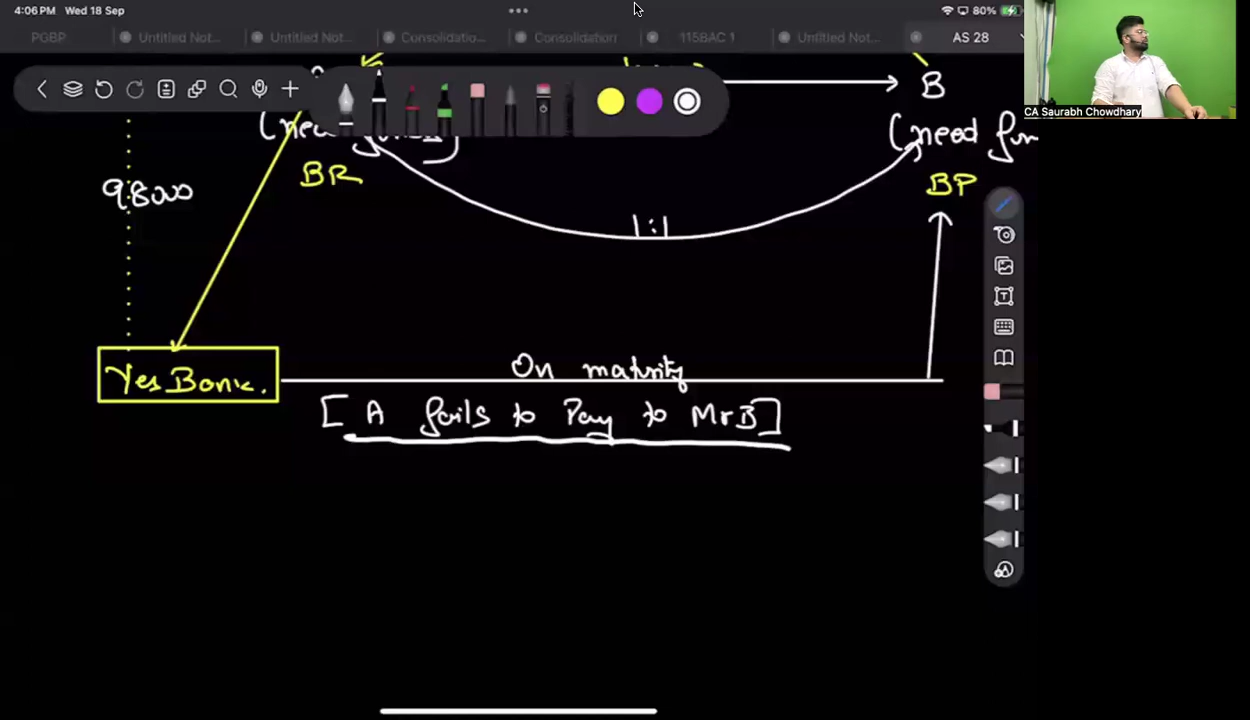 4:06 PM Wed 18 Sep
80%
PGBP
Untitled Not...
Untitled Not...
Consolidatio...
Consolidation
115BAC 1
Untitled Not...
AS 28
CA Saurabh Chowdhary
B
(need
(need fun
BR
BP
98000
1:1
On maturity
Yes Bank.
[A fails to Pay to Mr B]